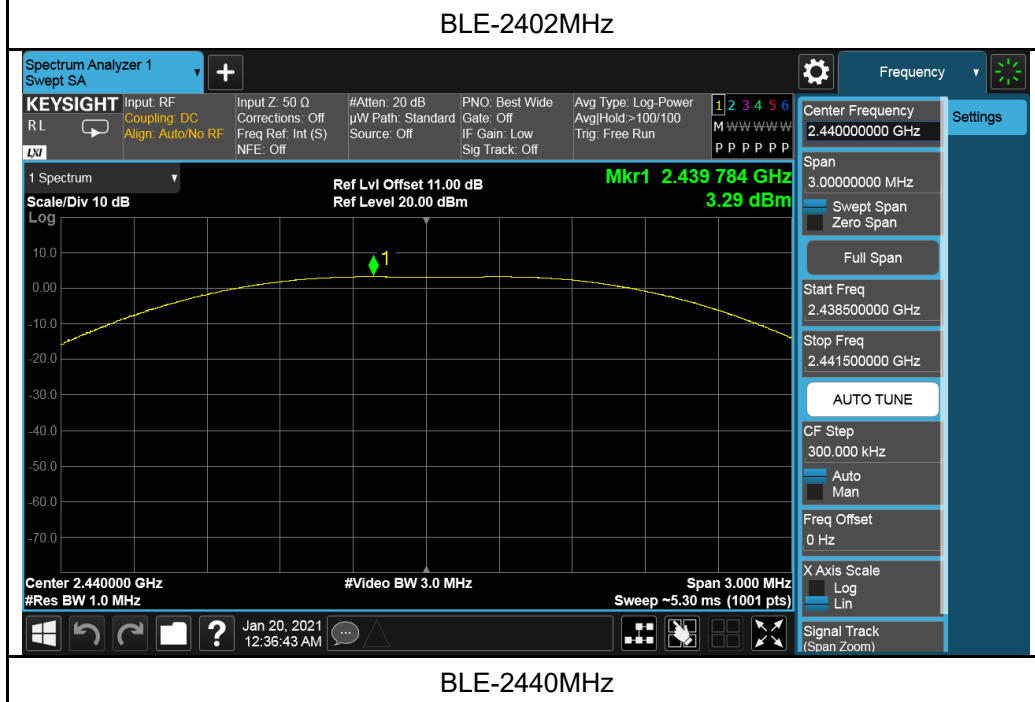 BLE-2402MHz
Spectrum Analyzer 1
Swept SA
Frequency
KEYSIGHT
RL
LXI
Input: RF
Coupling: DC
Align: Auto/No RF
Input Z: 50 Ω
Corrections: Off
Freq Ref: Int (S)
NFE: Off
#Atten: 20 dB
µW Path: Standard
Source: Off
PNO: Best Wide
Gate: Off
IF Gain: Low
Sig Track: Off
Avg Type: Log-Power
Avg|Hold:>100/100
Trig: Free Run
1 2 3 4 5 6
M W W W W W
P P P P P P
Center Frequency
2.440000000 GHz
Settings
Span
3.00000000 MHz
Swept Span
Zero Span
Full Span
Start Freq
2.438500000 GHz
Stop Freq
2.441500000 GHz
AUTO TUNE
CF Step
300.000 kHz
Auto
Man
Freq Offset
0 Hz
X Axis Scale
Log
Lin
Signal Track
(Span Zoom)
1 Spectrum
Scale/Div 10 dB
Log
Ref Lvl Offset 11.00 dB
Ref Level 20.00 dBm
Mkr1 2.439 784 GHz
3.29 dBm
1
10.0
0.00
-10.0
-20.0
-30.0
-40.0
-50.0
-60.0
-70.0
Center 2.440000 GHz
#Res BW 1.0 MHz
#Video BW 3.0 MHz
Span 3.000 MHz
Sweep ~5.30 ms (1001 pts)
?
Jan 20, 2021
12:36:43 AM
BLE-2440MHz